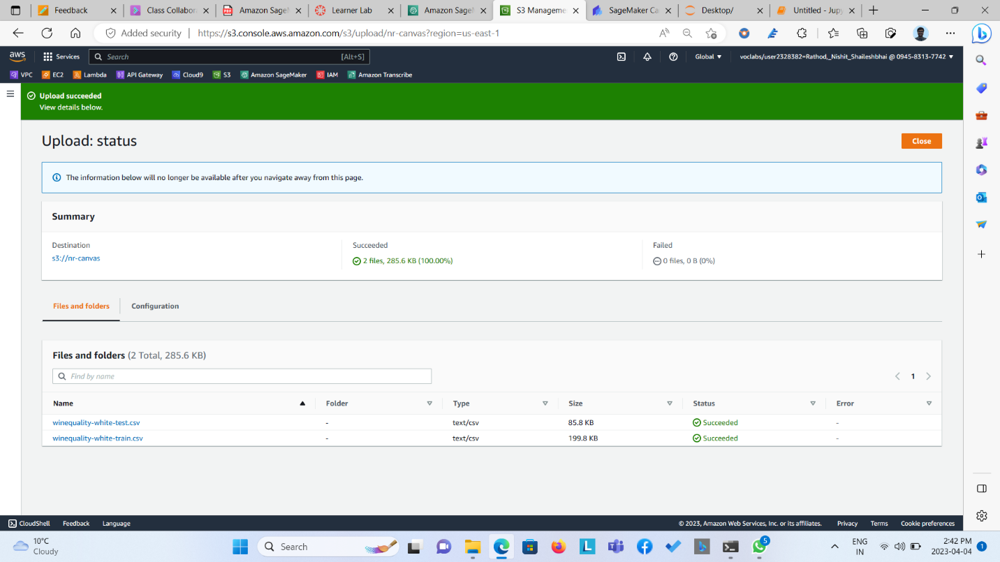 Feedback
Class Collabora
Amazon SageM
Learner Lab
Amazon SageM
S3 Manageme
SageMaker Ca
Desktop/
Untitled - Jupy
Added security
https://s3.console.aws.amazon.com/s3/upload/nr-canvas?region=us-east-1
aws
Services
Search
[Alt+S]
Global
voclabs/user2328382=Rathod,_Nishit_Shaileshbhai @ 0945-8313-7742
VPC
EC2
Lambda
API Gateway
Cloud9
S3
Amazon SageMaker
IAM
Amazon Transcribe
Upload succeeded
View details below.
Upload: status
Close
The information below will no longer be available after you navigate away from this page.
Summary
Destination
s3://nr-canvas
Succeeded
2 files, 285.6 KB (100.00%)
Failed
0 files, 0 B (0%)
Files and folders
Configuration
Files and folders (2 Total, 285.6 KB)
Find by name
1
Name Folder Type Size Status Error
winequality-white-test.csv - text/csv 85.8 KB Succeeded -
winequality-white-train.csv - text/csv 199.8 KB Succeeded -
CloudShell
Feedback
Language
© 2023, Amazon Web Services, Inc. or its affiliates.
Privacy
Terms
Cookie preferences
10°C
Cloudy
Search
5
ENG
IN
2:42 PM
2023-04-04
1